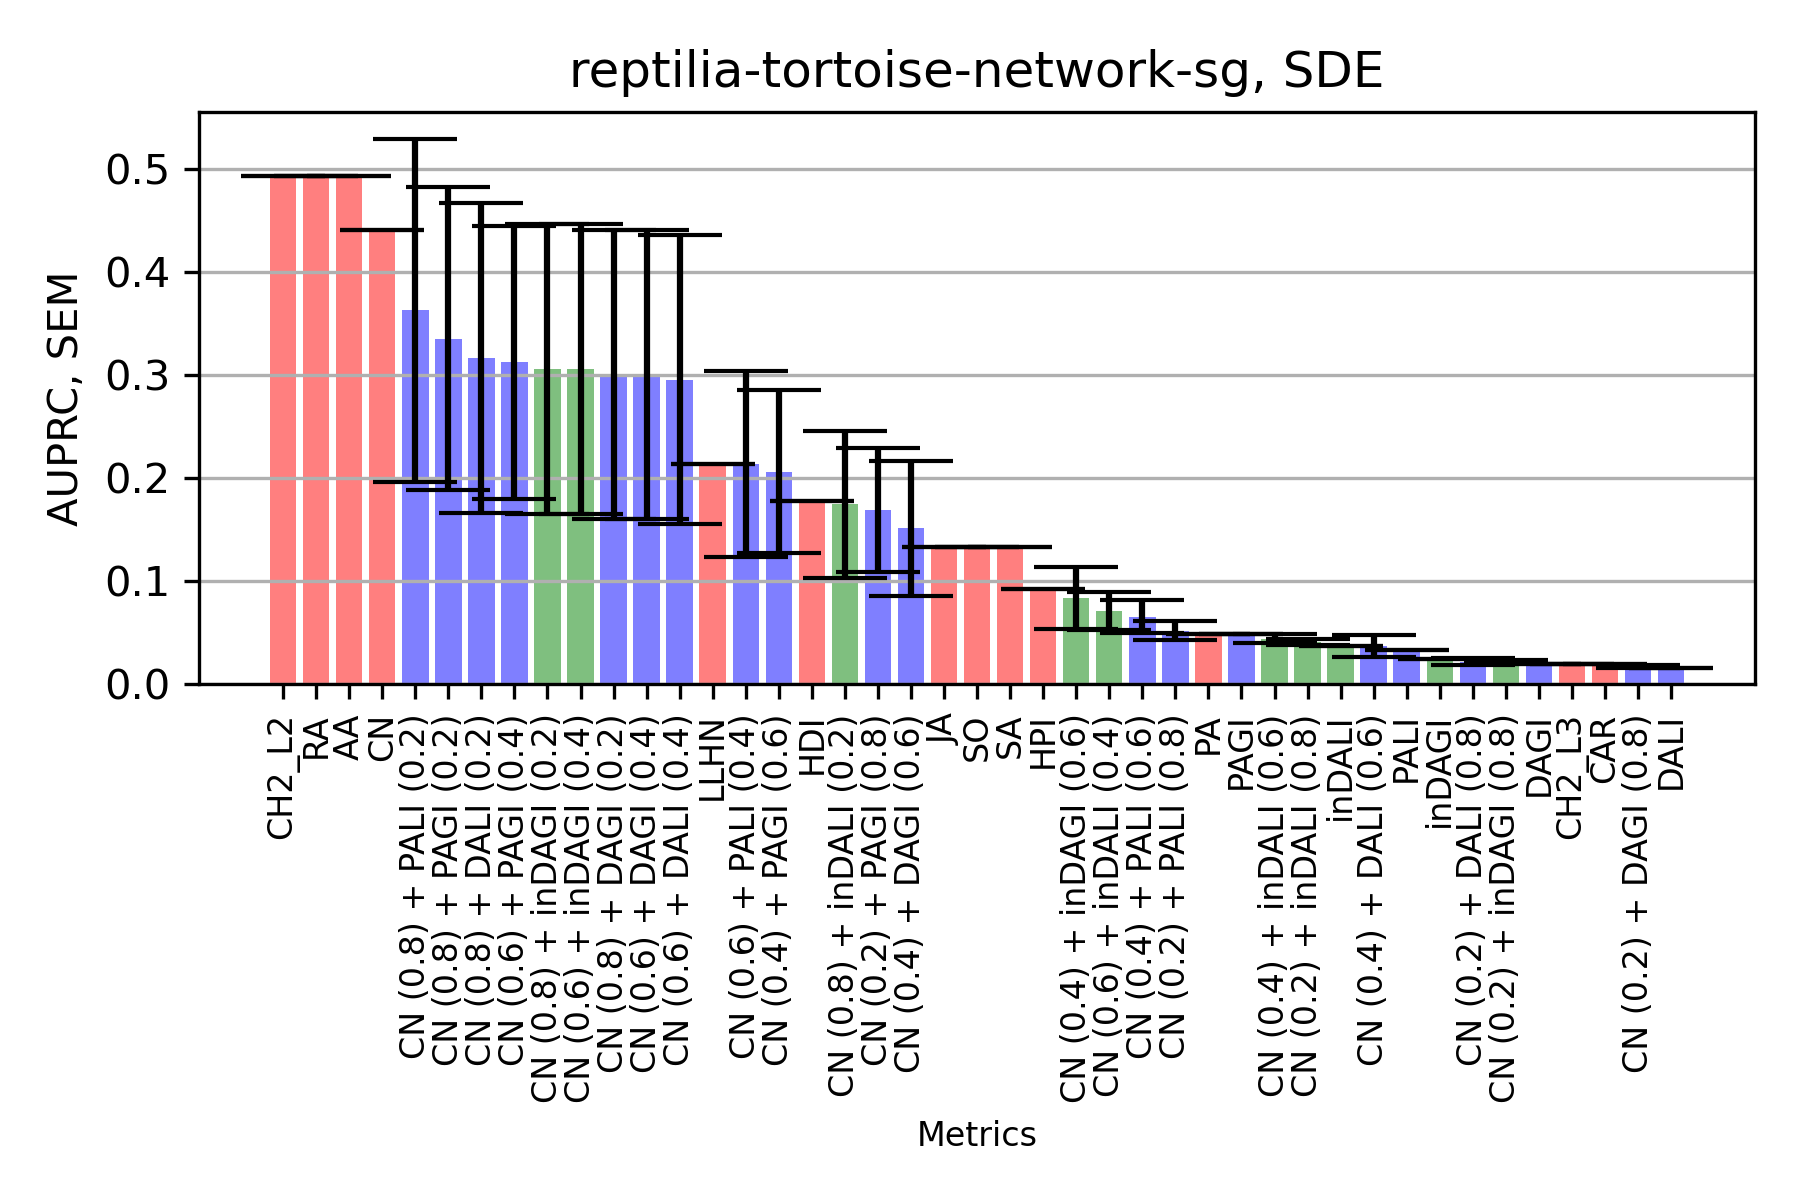 reptilia-tortoise-network-sg, SDE
AUPRC, SEM
0.5
0.4
0.3
0.2
0.1
0.0
CH2_L2
RA
AA
CN
CN (0.8) + PALI (0.2)
CN (0.8) + PAGI (0.2)
CN (0.8) + DALI (0.2)
CN (0.6) + PAGI (0.4)
CN (0.8) + inDAGI (0.2)
CN (0.6) + inDAGI (0.4)
CN (0.8) + DAGI (0.2)
CN (0.6) + DAGI (0.4)
CN (0.6) + DALI (0.4)
LLHN
CN (0.6) + PALI (0.4)
CN (0.4) + PAGI (0.6)
HDI
CN (0.8) + inDALI (0.2)
CN (0.2) + PAGI (0.8)
CN (0.4) + DAGI (0.6)
JA
SO
SA
HPI
CN (0.4) + inDAGI (0.6)
CN (0.6) + inDALI (0.4)
CN (0.4) + PALI (0.6)
CN (0.2) + PALI (0.8)
PA
PAGI
CN (0.4) + inDALI (0.6)
CN (0.2) + inDALI (0.8)
inDALI
CN (0.4) + DALI (0.6)
PALI
inDAGI
CN (0.2) + DALI (0.8)
CN (0.2) + inDAGI (0.8)
DAGI
CH2_L3
CAR
CN (0.2) + DAGI (0.8)
DALI
Metrics